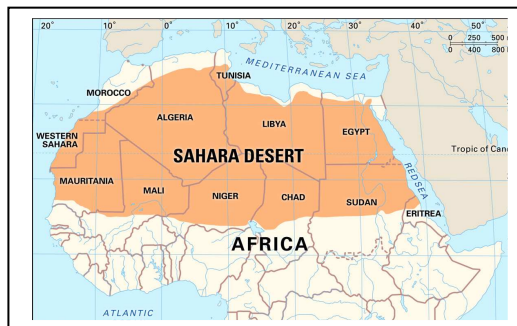 20° 10° 0° 10° 20° 30° 40° 50°
0 250 500
0 400 800
MEDITERRANEAN SEA
TUNISIA
MOROCCO
ALGERIA
LIBYA
EGYPT
WESTERN
SAHARA
Tropic of
SAHARA DESERT
RED SEA
MAURITANIA
MALI
NIGER
CHAD
SUDAN
ERITREA
AFRICA
ATLANTIC